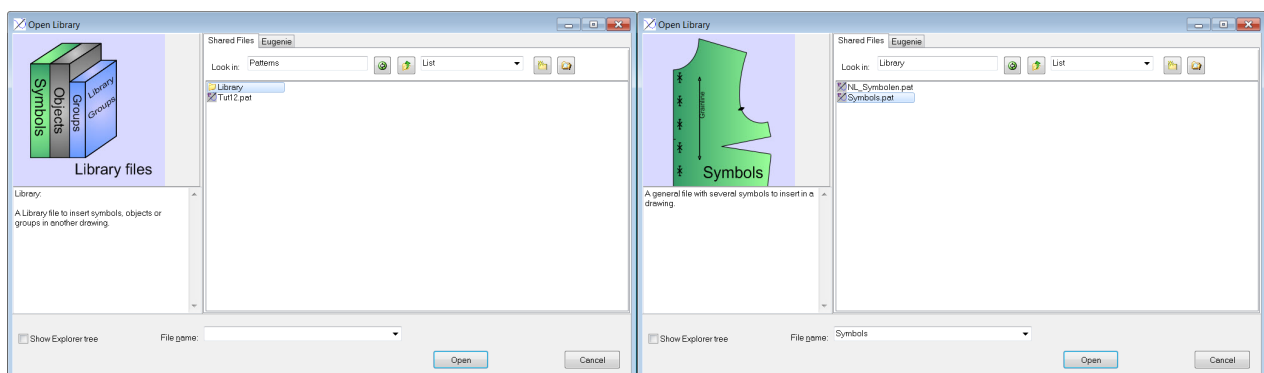 Open Library
Shared Files Eugenie
Look in: Patterns List
Symbols
Objects
Groups
Library
Groups
Library files
Library
Tut12.pat
Library:
A Library file to insert symbols, objects or
groups in another drawing.
Show Explorer tree File name:
Open Cancel
Open Library
Shared Files Eugenie
Look in: Library List
Grainline
Symbols
NL_Symbolen.pat
Symbols.pat
A general file with several symbols to insert in a
drawing.
Show Explorer tree File name: Symbols
Open Cancel